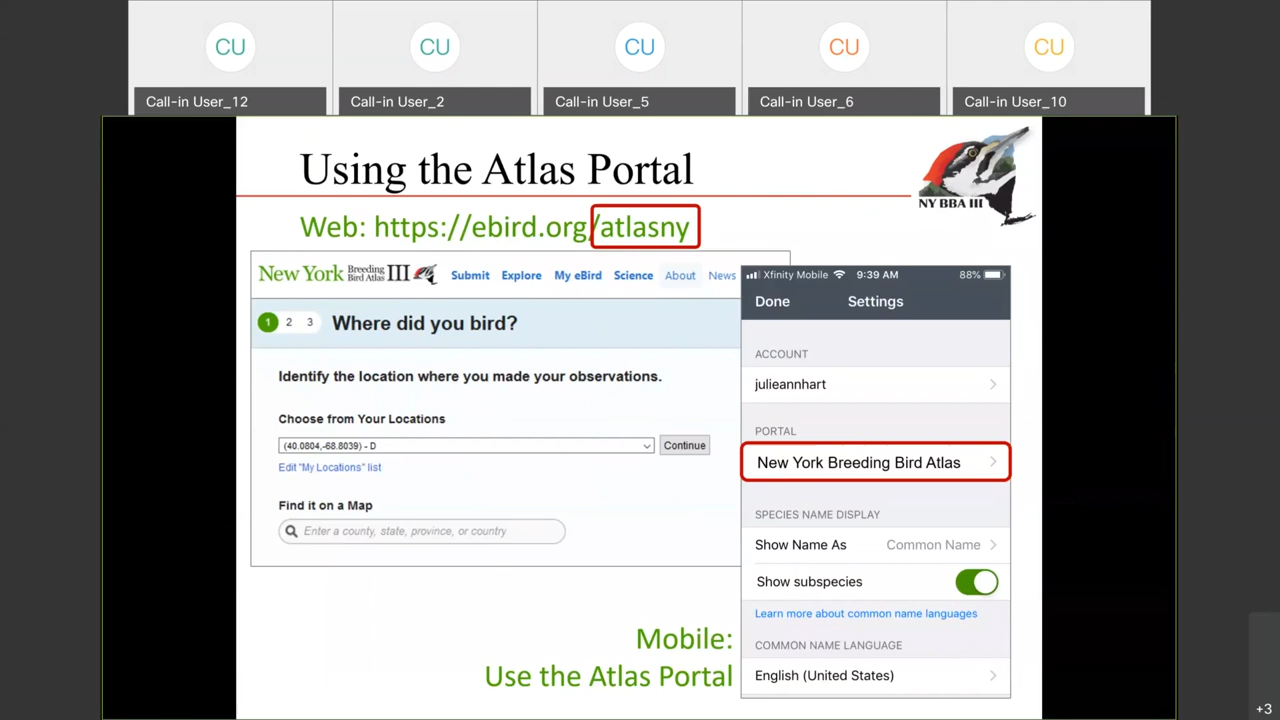 CU CU CU CU CU
Call-in User_12 Call-in User_2 Call-in User_5 Call-in User_6 Call-in User_10
Using the Atlas Portal
NY BBA III
Web: https://ebird.org/atlasny
New York Breeding Bird Atlas III Submit Explore My eBird Science About News
1 2 3 Where did you bird?
Identify the location where you made your observations.
Choose from Your Locations
(40.0804,-68.8039) - D Continue
Edit "My Locations" list
Find it on a Map
Enter a county, state, province, or country
Xfinity Mobile 9:39 AM 88%
Done Settings
ACCOUNT
julieannhart
PORTAL
New York Breeding Bird Atlas
SPECIES NAME DISPLAY
Show Name As Common Name
Show subspecies
Learn more about common name languages
COMMON NAME LANGUAGE
English (United States)
Mobile:
Use the Atlas Portal
+3